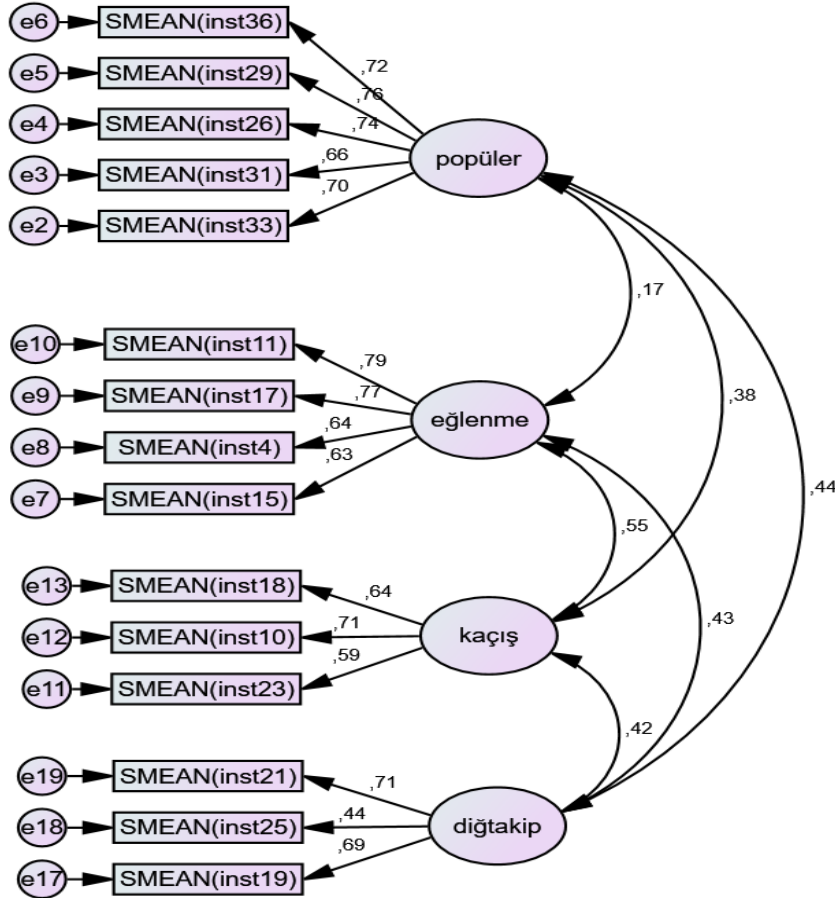 e6
SMEAN(inst36)
,72
e5
SMEAN(inst29)
,76
e4
SMEAN(inst26)
,74
popüler
e3
SMEAN(inst31)
,66
e2
SMEAN(inst33)
,70
,17
e10
SMEAN(inst11)
,79
e9
SMEAN(inst17)
,77
,38
eğlenme
e8
SMEAN(inst4)
,64
e7
SMEAN(inst15)
,63
,44
,55
e13
SMEAN(inst18)
,64
,43
e12
SMEAN(inst10)
,71
kaçış
e11
SMEAN(inst23)
,59
,42
e19
SMEAN(inst21)
,71
e18
SMEAN(inst25)
,44
diğtakip
e17
SMEAN(inst19)
,69